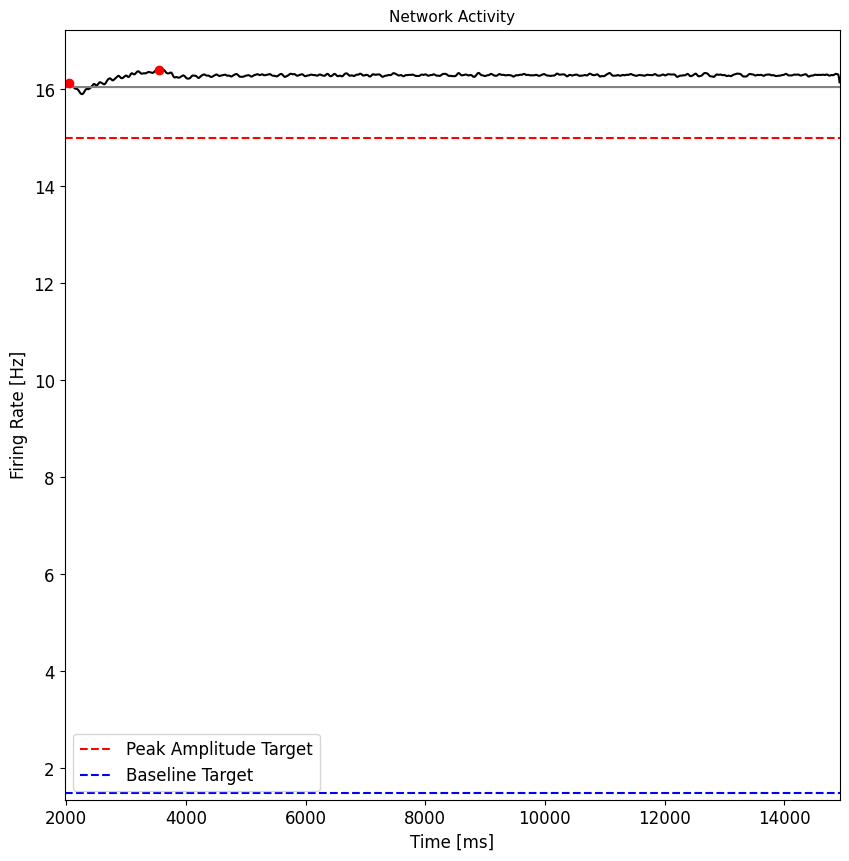 Network Activity
16
14
12
10
8
6
4
2
Firing Rate [Hz]
Peak Amplitude Target
Baseline Target
2000 4000 6000 8000 10000 12000 14000
Time [ms]